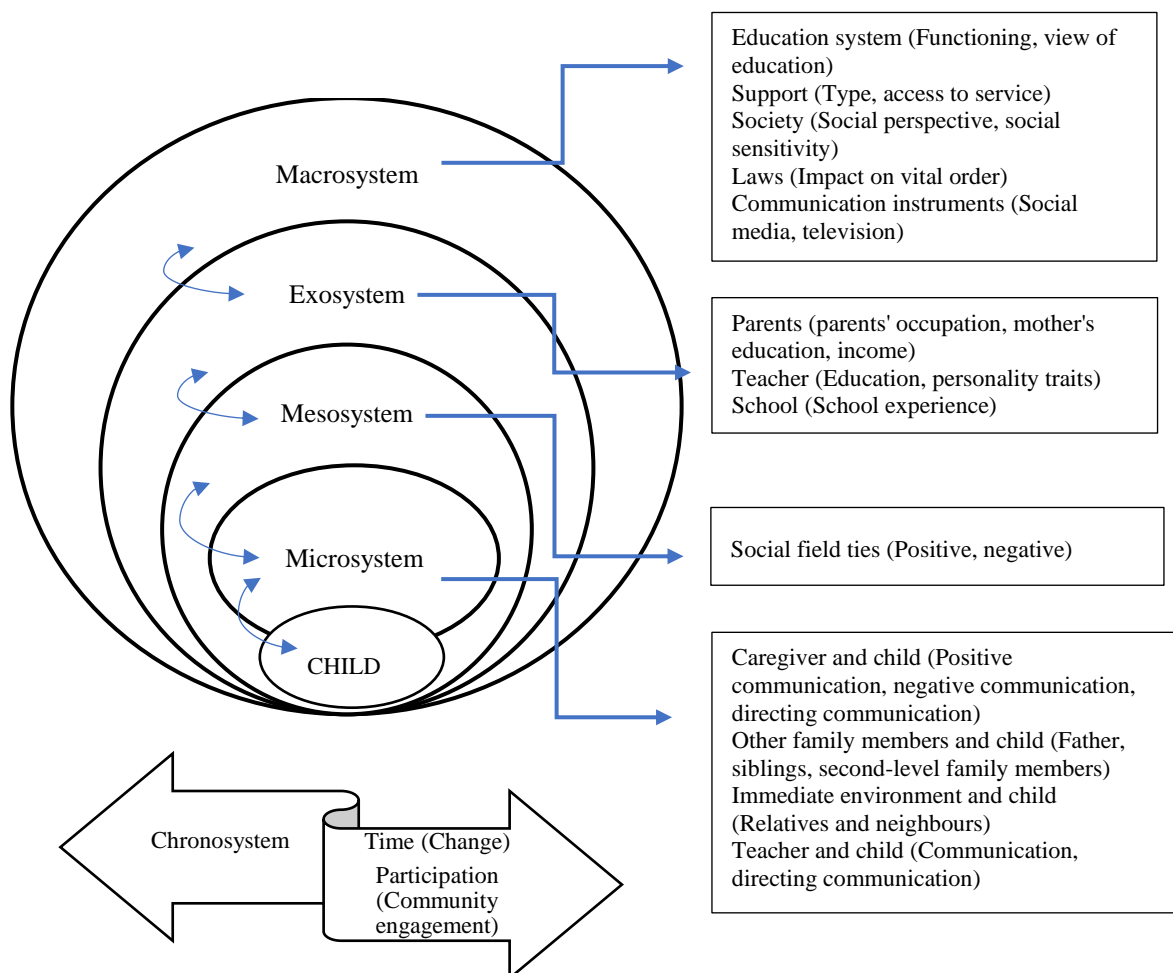 Macrosystem
Exosystem
Mesosystem
Microsystem
CHILD
Education system (Functioning, view of
education)
Support (Type, access to service)
Society (Social perspective, social
sensitivity)
Laws (Impact on vital order)
Communication instruments (Social
media, television)
Parents (parents' occupation, mother's
education, income)
Teacher (Education, personality traits)
School (School experience)
Social field ties (Positive, negative)
Caregiver and child (Positive
communication, negative communication,
directing communication)
Other family members and child (Father,
siblings, second-level family members)
Immediate environment and child
(Relatives and neighbours)
Teacher and child (Communication,
directing communication)
Chronosystem
Time (Change)
Participation
(Community
engagement)